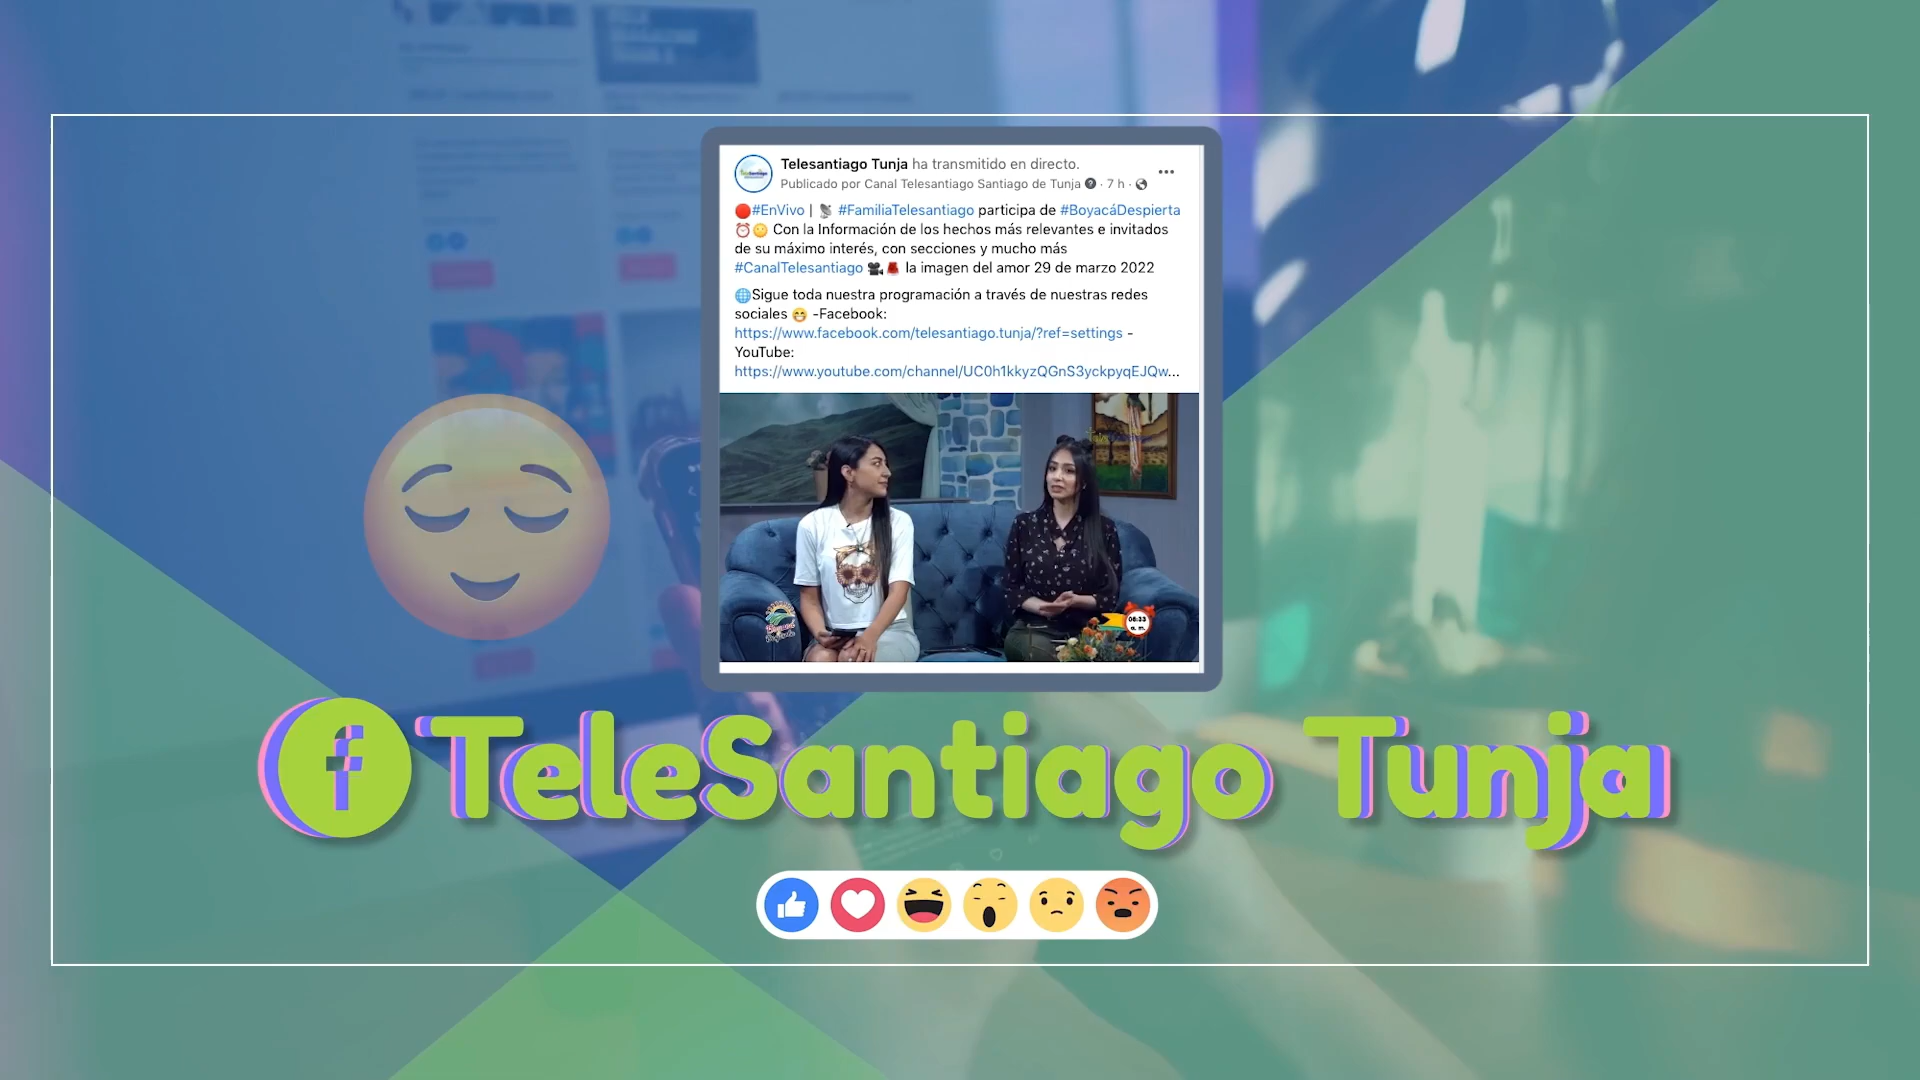 Telesantiago Tunja ha transmitido en directo.
Publicado por Canal Telesantiago Santiago de Tunja · 7 h ·
#EnVivo | #FamiliaTelesantiago participa de #BoyacáDespierta
Con la Información de los hechos más relevantes e invitados
de su máximo interés, con secciones y mucho más
#CanalTelesantiago la imagen del amor 29 de marzo 2022
Sigue toda nuestra programación a través de nuestras redes
sociales -Facebook:
https://www.facebook.com/telesantiago.tunja/?ref=settings -
YouTube:
https://www.youtube.com/channel/UC0h1kkyzQGnS3yckpyqEJQw...
08:33
a. m.
TeleSantiago Tunja